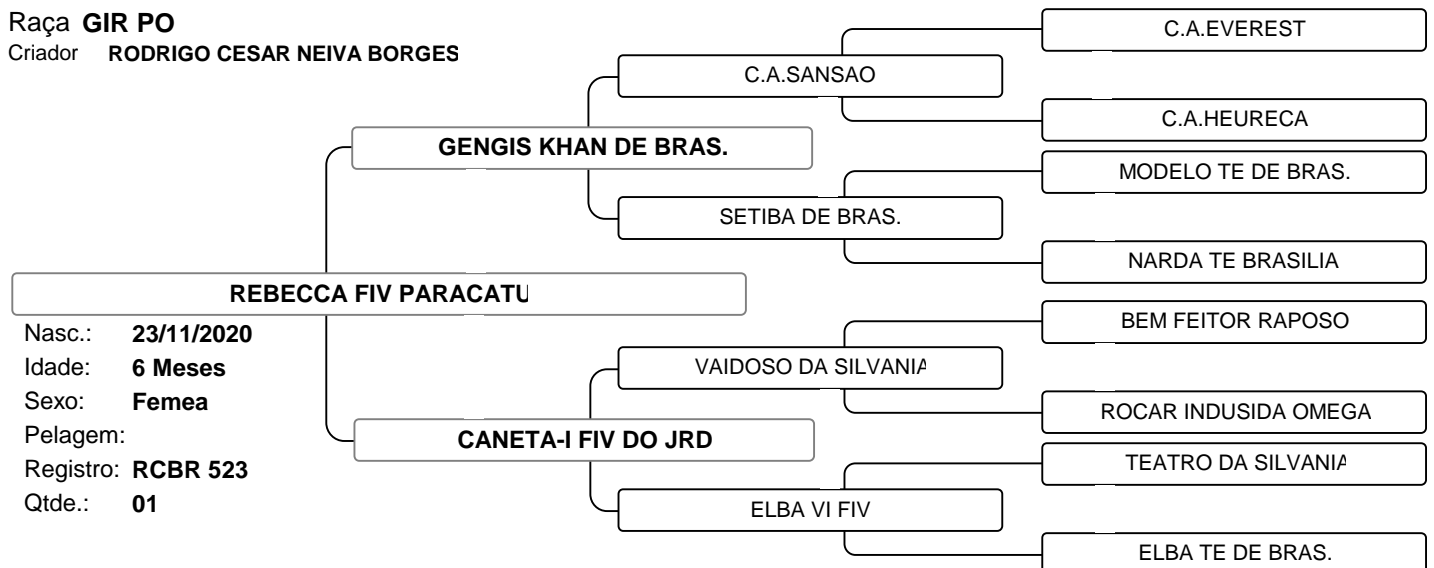 Raça GIR PO
Criador RODRIGO CESAR NEIVA BORGES
C.A.EVEREST
C.A.SANSAO
C.A.HEURECA
GENGIS KHAN DE BRAS.
MODELO TE DE BRAS.
SETIBA DE BRAS.
NARDA TE BRASILIA
REBECCA FIV PARACATU
BEM FEITOR RAPOSO
Nasc.: 23/11/2020
Idade: 6 Meses
VAIDOSO DA SILVANIA
Sexo: Femea
ROCAR INDUSIDA OMEGA
Pelagem:
CANETA-I FIV DO JRD
Registro: RCBR 523
TEATRO DA SILVANIA
Qtde.: 01
ELBA VI FIV
ELBA TE DE BRAS.